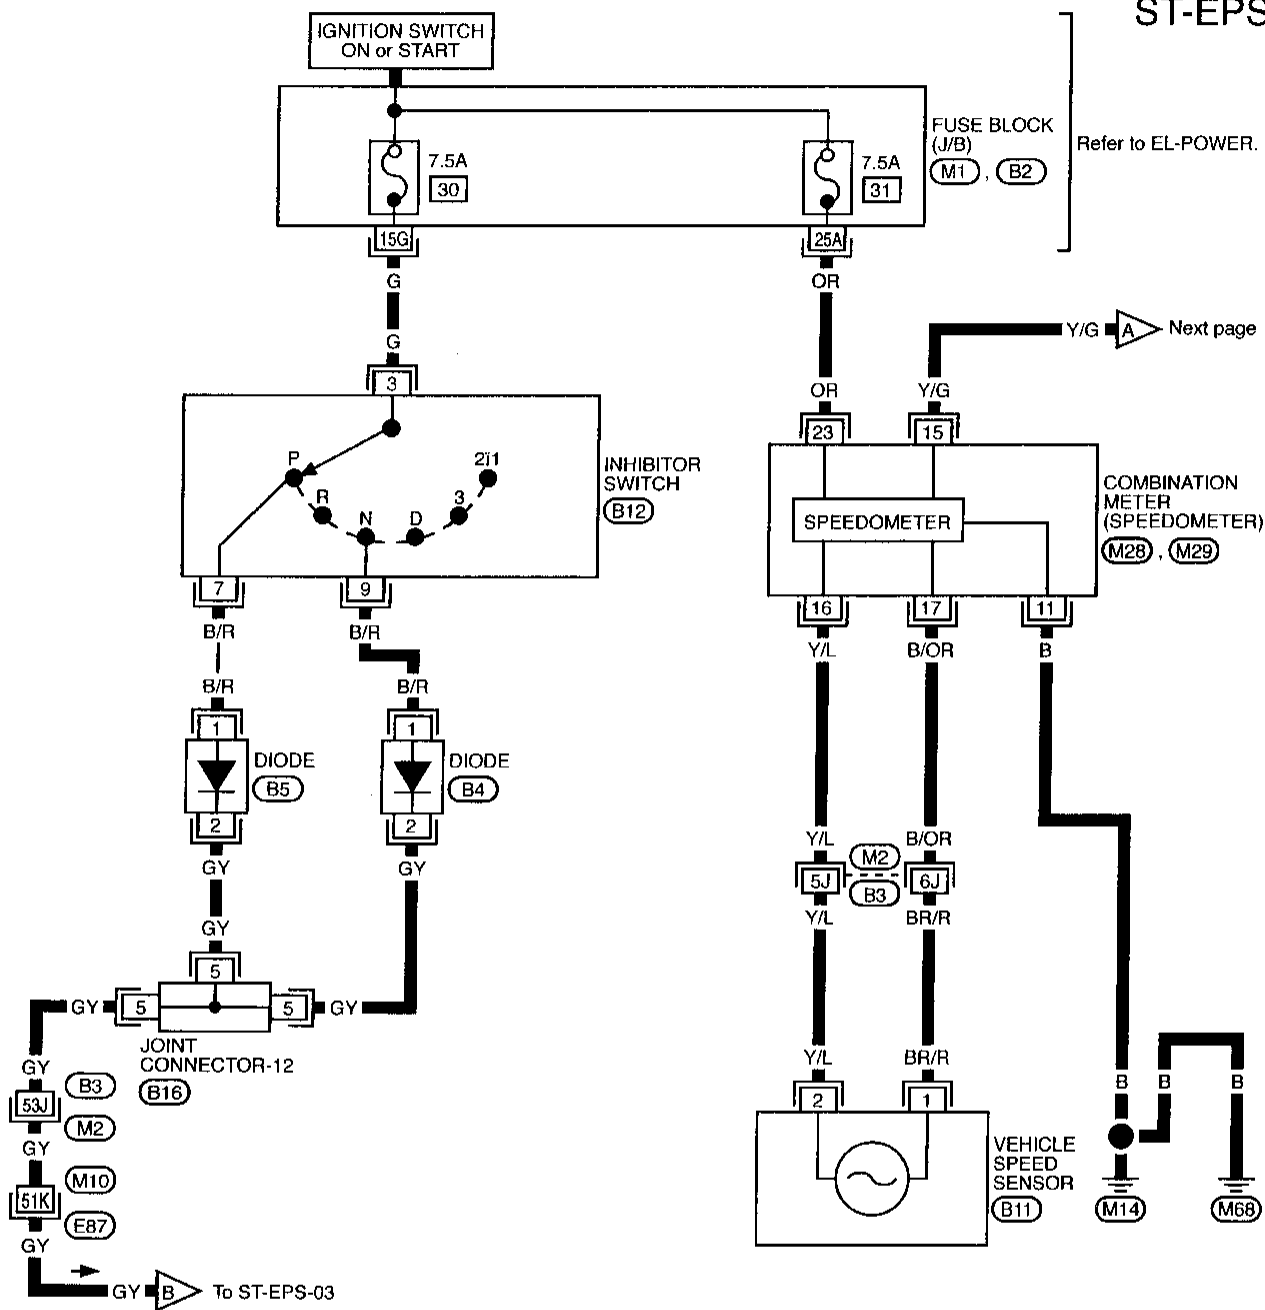 ST-EPS
IGNITION SWITCH
ON or START
FUSE BLOCK
(J/B)
M1 , B2
Refer to EL-POWER.
7.5A
30
7.5A
31
15G
25A
G
OR
G
OR
Y/G
Y/G
A
Next page
3
23
15
P
R
N
D
3
2
1
INHIBITOR
SWITCH
B12
SPEEDOMETER
COMBINATION
METER
(SPEEDOMETER)
M28 , M29
7
9
16
17
11
B/R
B/R
Y/L
B/OR
B
B/R
B/R
1
1
DIODE
B5
DIODE
B4
2
2
GY
GY
Y/L
B/OR
5J
M2
B3
6J
Y/L
BR/R
GY
5
GY
5
5
GY
JOINT
CONNECTOR-12
B16
GY
53J
B3
M2
GY
51K
M10
E87
GY
GY
B
To ST-EPS-03
Y/L
BR/R
2
1
VEHICLE
SPEED
SENSOR
B11
B
B
B
M14
M68